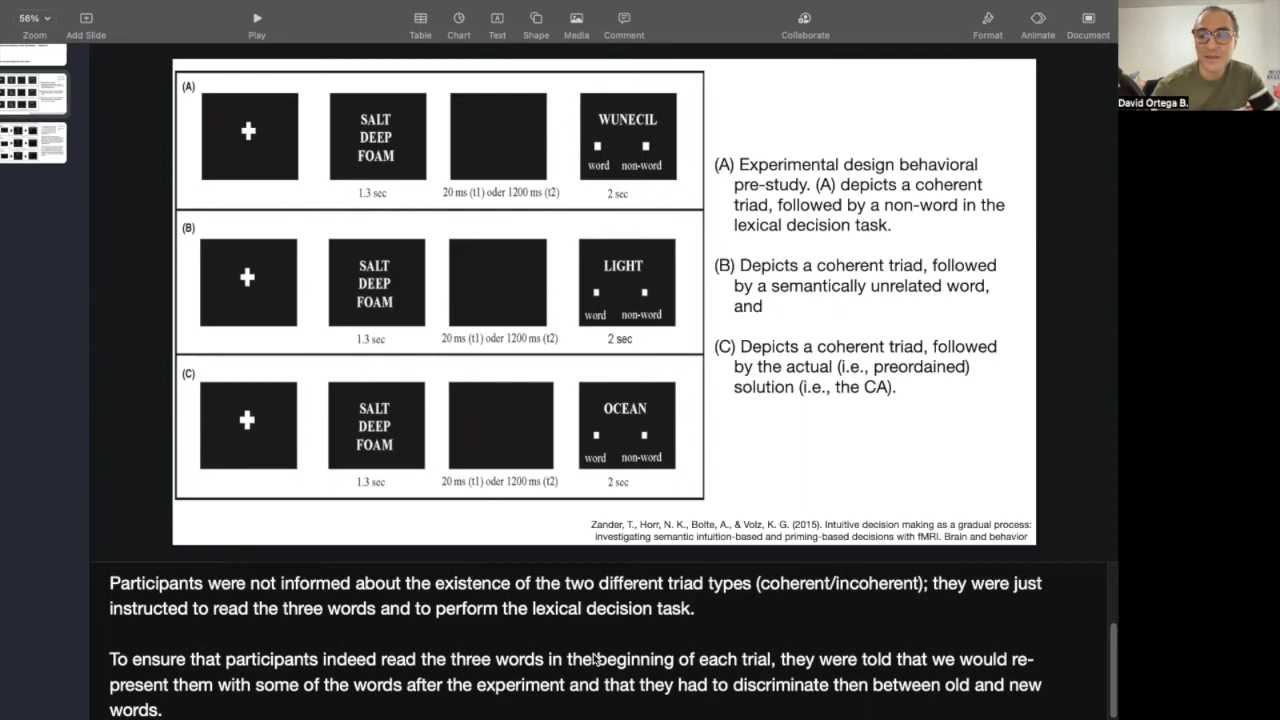 56%
Zoom
Add Slide
Play
Table
Chart
Text
Shape
Media
Comment
Collaborate
Format
Animate
Document
David Ortega B.
(A)
SALT
DEEP
FOAM
WUNECIL
word non-word
1.3 sec
20 ms (t1) oder 1200 ms (t2)
2 sec
(B)
SALT
DEEP
FOAM
LIGHT
word non-word
1.3 sec
20 ms (t1) oder 1200 ms (t2)
2 sec
(C)
SALT
DEEP
FOAM
OCEAN
word non-word
1.3 sec
20 ms (t1) oder 1200 ms (t2)
2 sec
(A) Experimental design behavioral
pre-study. (A) depicts a coherent
triad, followed by a non-word in the
lexical decision task.
(B) Depicts a coherent triad, followed
by a semantically unrelated word,
and
(C) Depicts a coherent triad, followed
by the actual (i.e., preordained)
solution (i.e., the CA).
Zander, T., Horr, N. K., Bolte, A., & Volz, K. G. (2015). Intuitive decision making as a gradual process:
investigating semantic intuition-based and priming-based decisions with fMRI. Brain and behavior
Participants were not informed about the existence of the two different triad types (coherent/incoherent); they were just
instructed to read the three words and to perform the lexical decision task.
To ensure that participants indeed read the three words in the beginning of each trial, they were told that we would re-
present them with some of the words after the experiment and that they had to discriminate then between old and new
words.